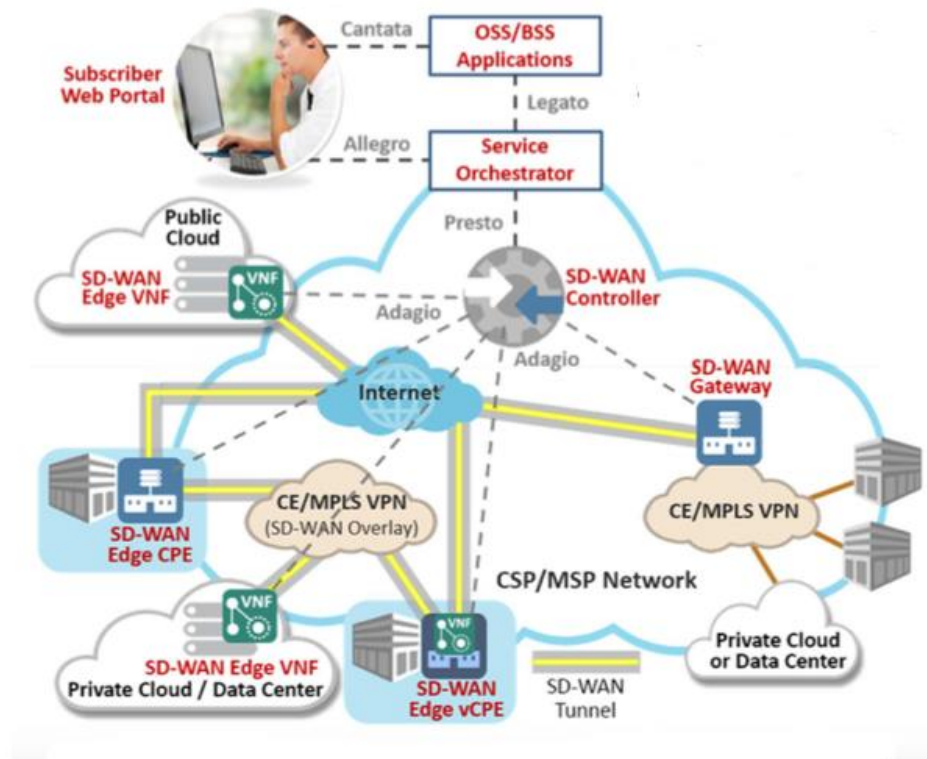 Cantata
OSS/BSS
Applications
Subscriber
Web Portal
Legato
Allegro
Service
Orchestrator
Presto
Public
Cloud
SD-WAN
Edge VNF
VNF
SD-WAN
Controller
Adagio
Adagio
SD-WAN
Gateway
Internet
CE/MPLS VPN
(SD-WAN Overlay)
CE/MPLS VPN
SD-WAN
Edge CPE
CSP/MSP Network
VNF
VNF
SD-WAN Edge VNF
Private Cloud / Data Center
SD-WAN
Edge vCPE
SD-WAN
Tunnel
Private Cloud
or Data Center